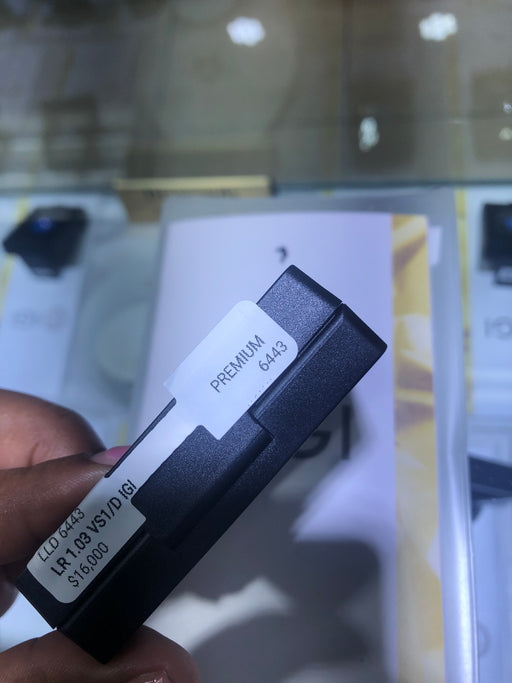 PREMIUM
6443
LLD 6443
LR 1.03 VS1/D IGI
$16,000